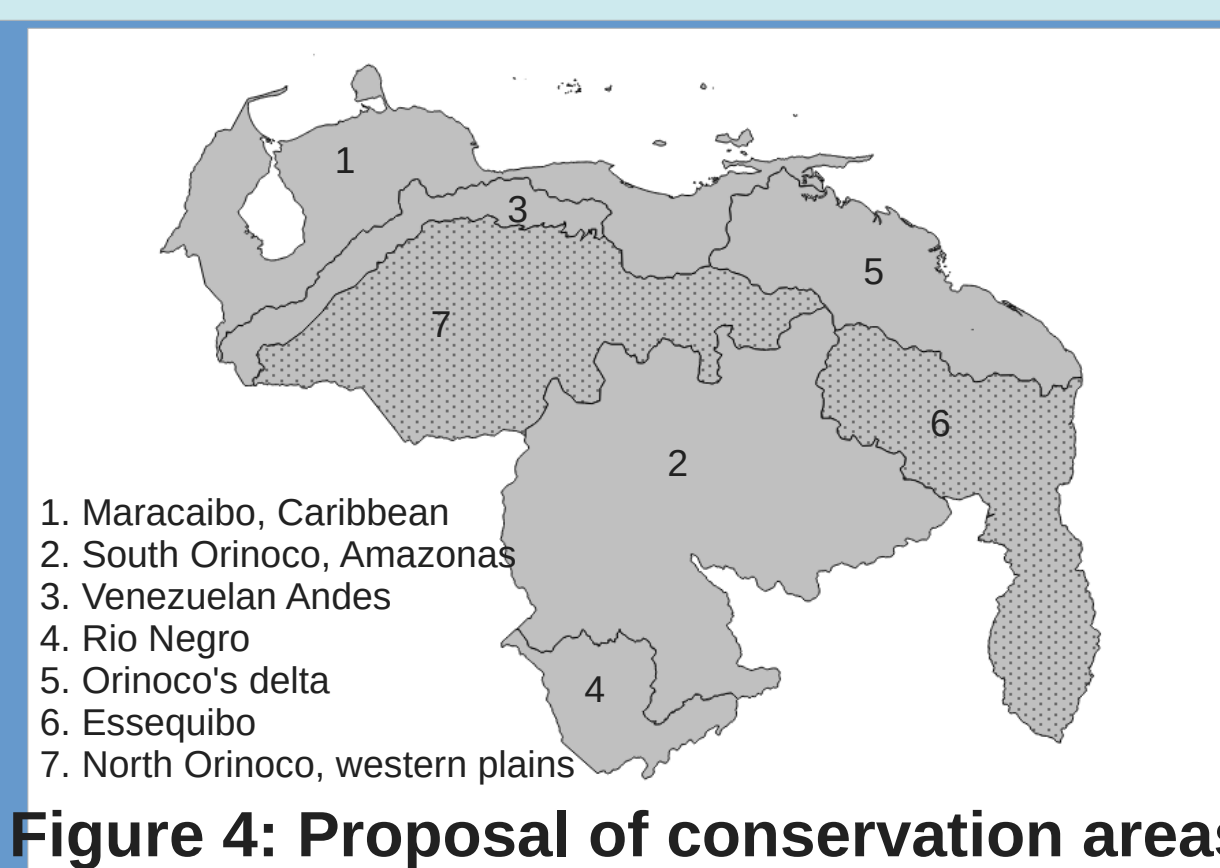 1
3
5
7
6
2
4
1. Maracaibo, Caribbean
2. South Orinoco, Amazonas
3. Venezuelan Andes
4. Rio Negro
5. Orinoco's delta
6. Essequibo
7. North Orinoco, western plains
Figure 4: Proposal of conservation areas